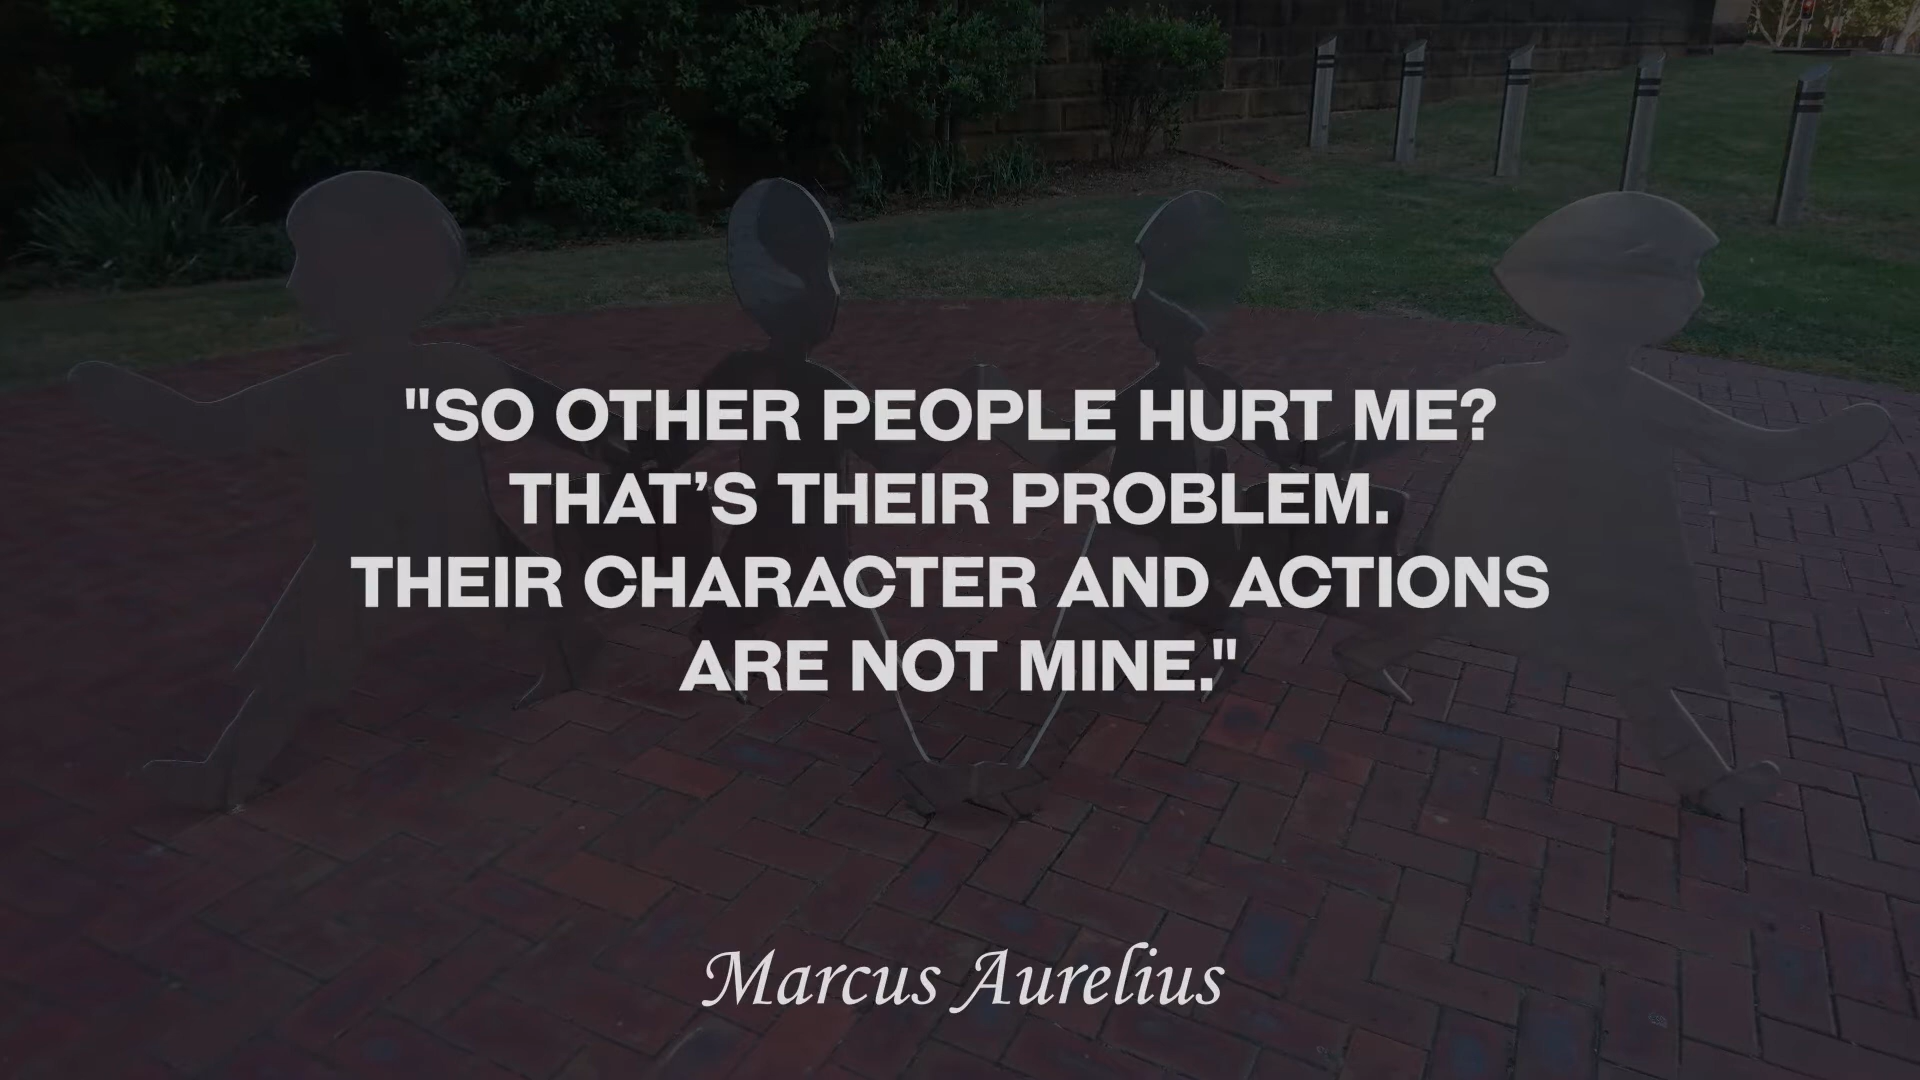 "SO OTHER PEOPLE HURT ME?
THAT’S THEIR PROBLEM.
THEIR CHARACTER AND ACTIONS
ARE NOT MINE."
Marcus Aurelius